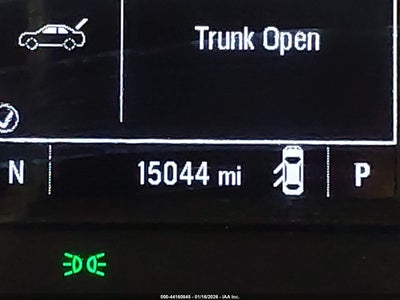 Trunk Open
N
15044 mi
P
000-44160045 - 01/16/2026 - IAA Inc.